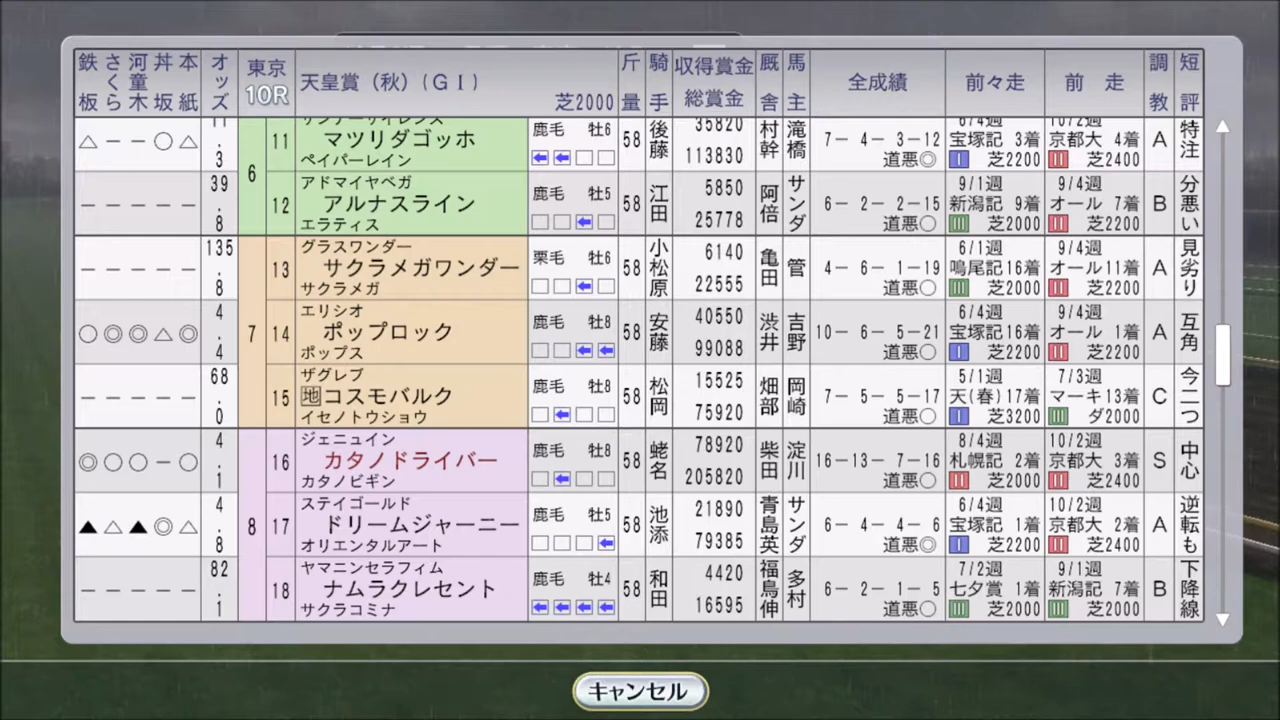 鉄板 さくら 河童木 丼坂 本紙 オッズ 東京10R 天皇賞（秋）（GⅠ） 芝2000 斤量 騎手 収得賞金 総賞金 厩舎 馬主 全成績 前々走 前走 調教 短評
△ － － ○ △ 11.3 6 11 サンデーサイレンス マツリダゴッホ ペイパーレイン 鹿毛 牡6 58 後藤 35820 113830 村幹 滝橋 7－4－3－12 道悪◎ 6/4週 宝塚記 3着 Ⅰ 芝2200 10/2週 京都大 4着 Ⅱ 芝2400 A 特注
－ － － － － 39.8 12 アドマイヤベガ アルナスライン エラティス 鹿毛 牡5 58 江田 5850 25778 阿倍 サンダ 6－2－2－15 道悪○ 9/1週 新潟記 9着 Ⅲ 芝2000 9/4週 オール 7着 Ⅱ 芝2200 B 分悪い
－ － － － － 135.8 7 13 グラスワンダー サクラメガワンダー サクラメガ 栗毛 牡6 58 小松原 6140 22555 亀田 管 4－6－1－19 道悪○ 6/1週 鳴尾記 16着 Ⅲ 芝2000 9/4週 オール 11着 Ⅱ 芝2200 A 見劣り
○ ◎ ◎ △ ◎ 4.4 14 エリシオ ポップロック ポップス 鹿毛 牡8 58 安藤 40550 99088 渋井 吉野 10－6－5－21 道悪○ 6/4週 宝塚記 16着 Ⅰ 芝2200 9/4週 オール 1着 Ⅱ 芝2200 A 互角
－ － － － － 68.0 15 ザグレブ 地 コスモバルク イセノトウショウ 鹿毛 牡8 58 松岡 15525 75920 畑部 岡崎 7－5－5－17 道悪○ 5/1週 天(春) 17着 Ⅰ 芝3200 7/3週 マーキ 13着 Ⅲ ダ2000 C 今二つ
◎ ○ ○ － ○ 4.1 8 16 ジェニュイン カタノドライバー カタノビギン 鹿毛 牡8 58 蛯名 78920 205820 柴田 淀川 16－13－7－16 道悪○ 8/4週 札幌記 2着 Ⅱ 芝2000 10/2週 京都大 3着 Ⅱ 芝2400 S 中心
▲ △ ▲ ◎ △ 4.8 17 ステイゴールド ドリームジャーニー オリエンタルアート 鹿毛 牡5 58 池添 21890 79385 青島英 サンダ 6－4－4－6 道悪◎ 6/4週 宝塚記 1着 Ⅰ 芝2200 10/2週 京都大 2着 Ⅱ 芝2400 A 逆転も
－ － － － － 82.1 18 ヤマニンセラフィム ナムラクレセント サクラコミナ 鹿毛 牡4 58 和田 4420 16595 福島伸 多村 6－2－1－5 道悪○ 7/2週 七夕賞 1着 Ⅲ 芝2000 9/1週 新潟記 7着 Ⅲ 芝2000 B 下降線
キャンセル